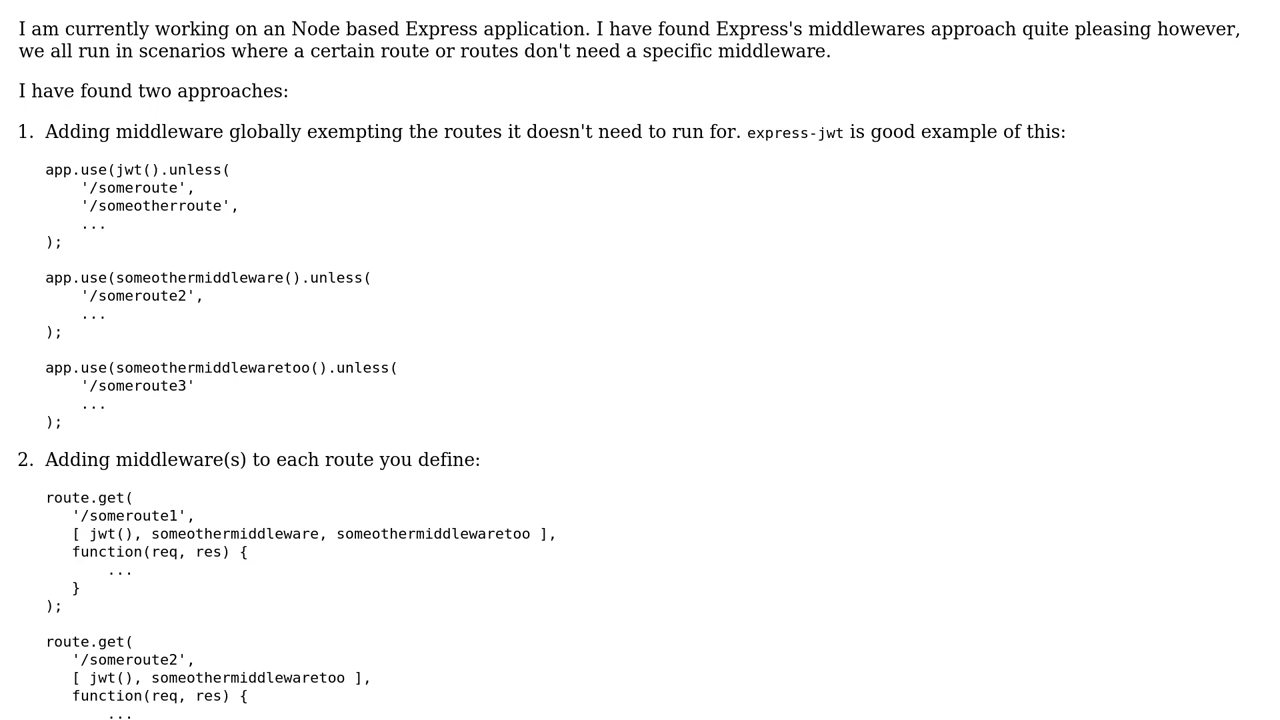 I am currently working on an Node based Express application. I have found Express's middlewares approach quite pleasing however,
we all run in scenarios where a certain route or routes don't need a specific middleware.
I have found two approaches:
1. Adding middleware globally exempting the routes it doesn't need to run for. express-jwt is good example of this:
app.use(jwt().unless(
    '/someroute',
    '/someotherroute',
    ...
);
app.use(someothermiddleware().unless(
    '/someroute2',
    ...
);
app.use(someothermiddlewaretoo().unless(
    '/someroute3'
    ...
);
2. Adding middleware(s) to each route you define:
route.get(
   '/someroute1',
   [ jwt(), someothermiddleware, someothermiddlewaretoo ],
   function(req, res) {
       ...
   }
);
route.get(
   '/someroute2',
   [ jwt(), someothermiddlewaretoo ],
   function(req, res) {
       ...